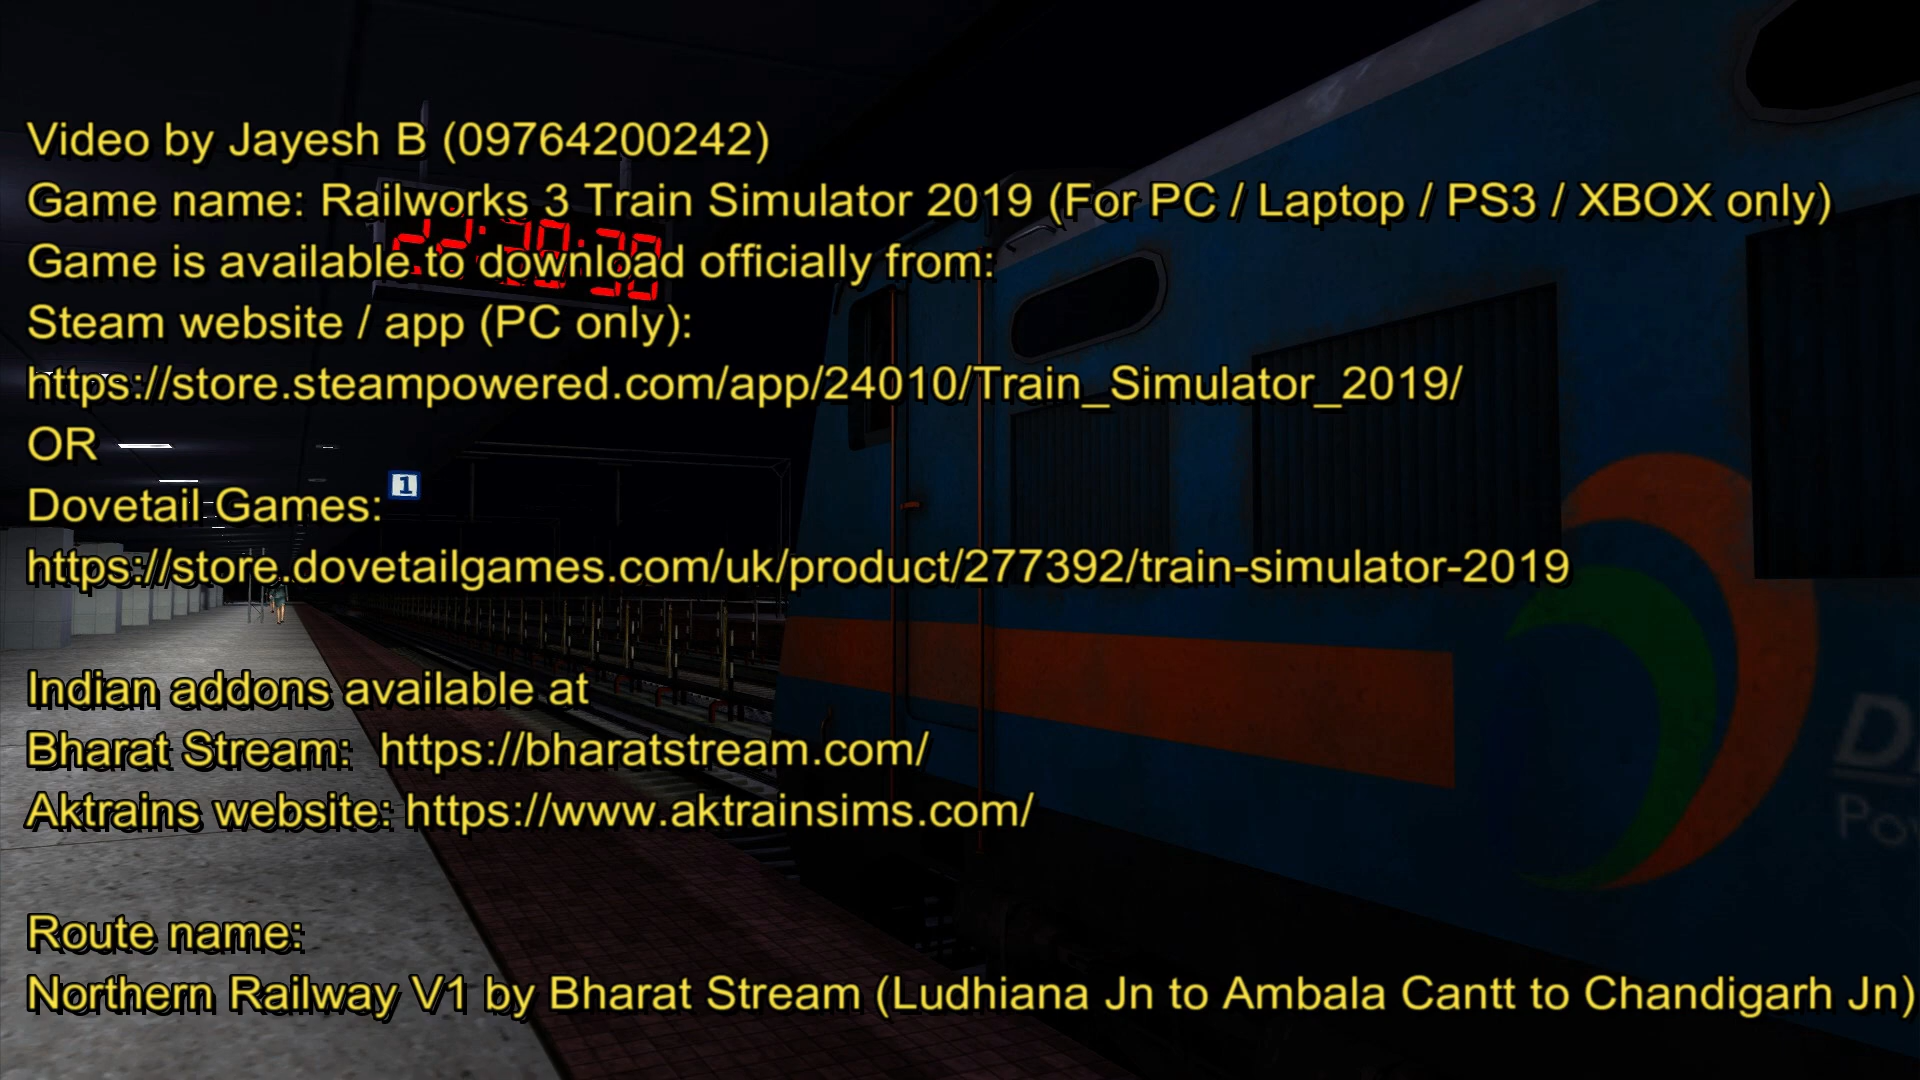 Video by Jayesh B (09764200242)
Game name: Railworks 3 Train Simulator 2019 (For PC / Laptop / PS3 / XBOX only)
22:30:38
Game is available to download officially from:
Steam website / app (PC only):
https://store.steampowered.com/app/24010/Train_Simulator_2019/
OR
1
Dovetail Games:
https://store.dovetailgames.com/uk/product/277392/train-simulator-2019
Indian addons available at
Bharat Stream: https://bharatstream.com/
Aktrains website: https://www.aktrainsims.com/
Route name:
Northern Railway V1 by Bharat Stream (Ludhiana Jn to Ambala Cantt to Chandigarh Jn)